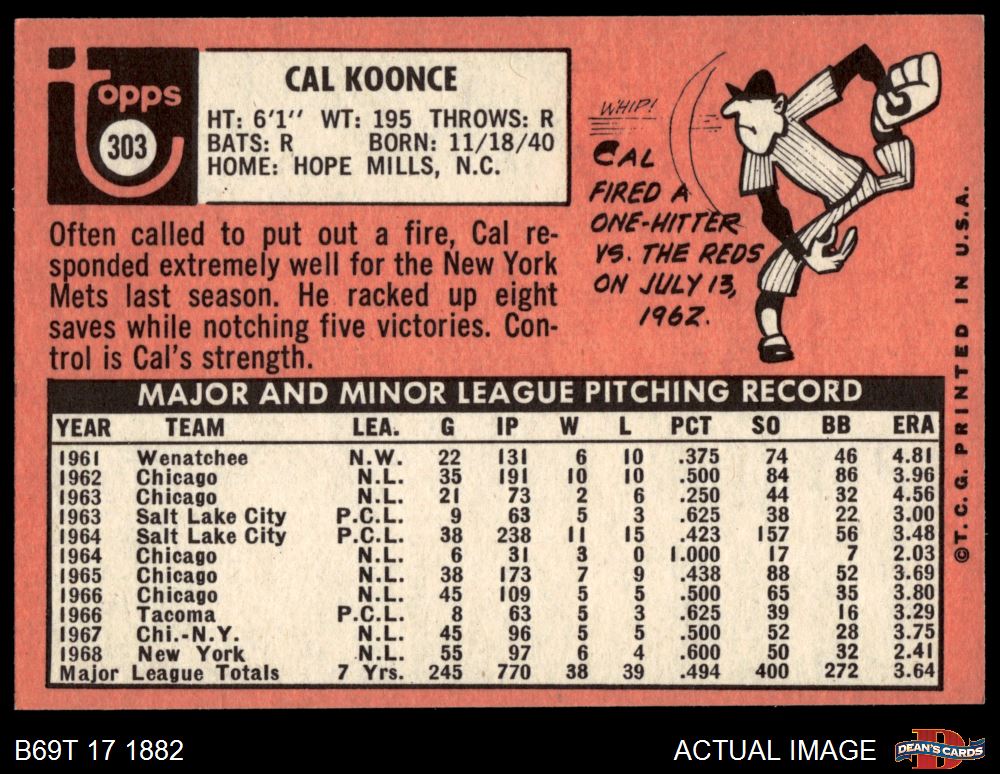 Topps
303
CAL KOONCE
HT: 6'1" WT: 195 THROWS: R
BATS: R BORN: 11/18/40
HOME: HOPE MILLS, N.C.
Often called to put out a fire, Cal re-
sponded extremely well for the New York
Mets last season. He racked up eight
saves while notching five victories. Con-
trol is Cal's strength.
WHIP!
CAL
FIRED A
ONE-HITTER
VS. THE REDS
ON JULY 13,
1962.
MAJOR AND MINOR LEAGUE PITCHING RECORD
YEAR TEAM LEA. G IP W L PCT SO BB ERA
1961 Wenatchee N.W. 22 131 6 10 .375 74 46 4.81
1962 Chicago N.L. 35 191 10 10 .500 84 86 3.96
1963 Chicago N.L. 21 73 2 6 .250 44 32 4.56
1963 Salt Lake City P.C.L. 9 63 5 3 .625 38 22 3.00
1964 Salt Lake City P.C.L. 38 238 11 15 .423 157 56 3.48
1964 Chicago N.L. 6 31 3 0 1.000 17 7 2.03
1965 Chicago N.L. 38 173 7 9 .438 88 52 3.69
1966 Chicago N.L. 45 109 5 5 .500 65 35 3.80
1966 Tacoma P.C.L. 8 63 5 3 .625 39 16 3.29
1967 Chi.-N.Y. N.L. 45 96 5 5 .500 52 28 3.75
1968 New York N.L. 55 97 6 4 .600 50 32 2.41
Major League Totals 7 Yrs. 245 770 38 39 .494 400 272 3.64
©T.C.G. PRINTED IN U.S.A.
B69T 17 1882
ACTUAL IMAGE
D
DEAN'S CARDS